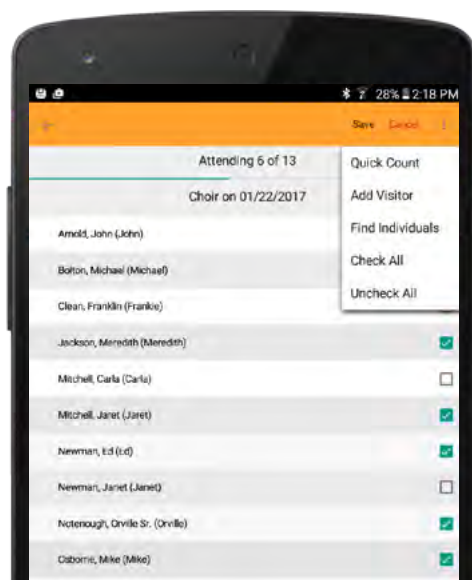 28% 2:18 PM
Save Cancel
Attending 6 of 13
Choir on 01/22/2017
Quick Count
Add Visitor
Find Individuals
Check All
Uncheck All
Arnold, John (John)
Bolton, Michael (Michael)
Clean, Franklin (Frankie)
Jackson, Meredith (Meredith)
Mitchell, Carla (Carla)
Mitchell, Jaret (Jaret)
Newman, Ed (Ed)
Newman, Janet (Janet)
Notenough, Orville Sr. (Orville)
Osborne, Mike (Mike)